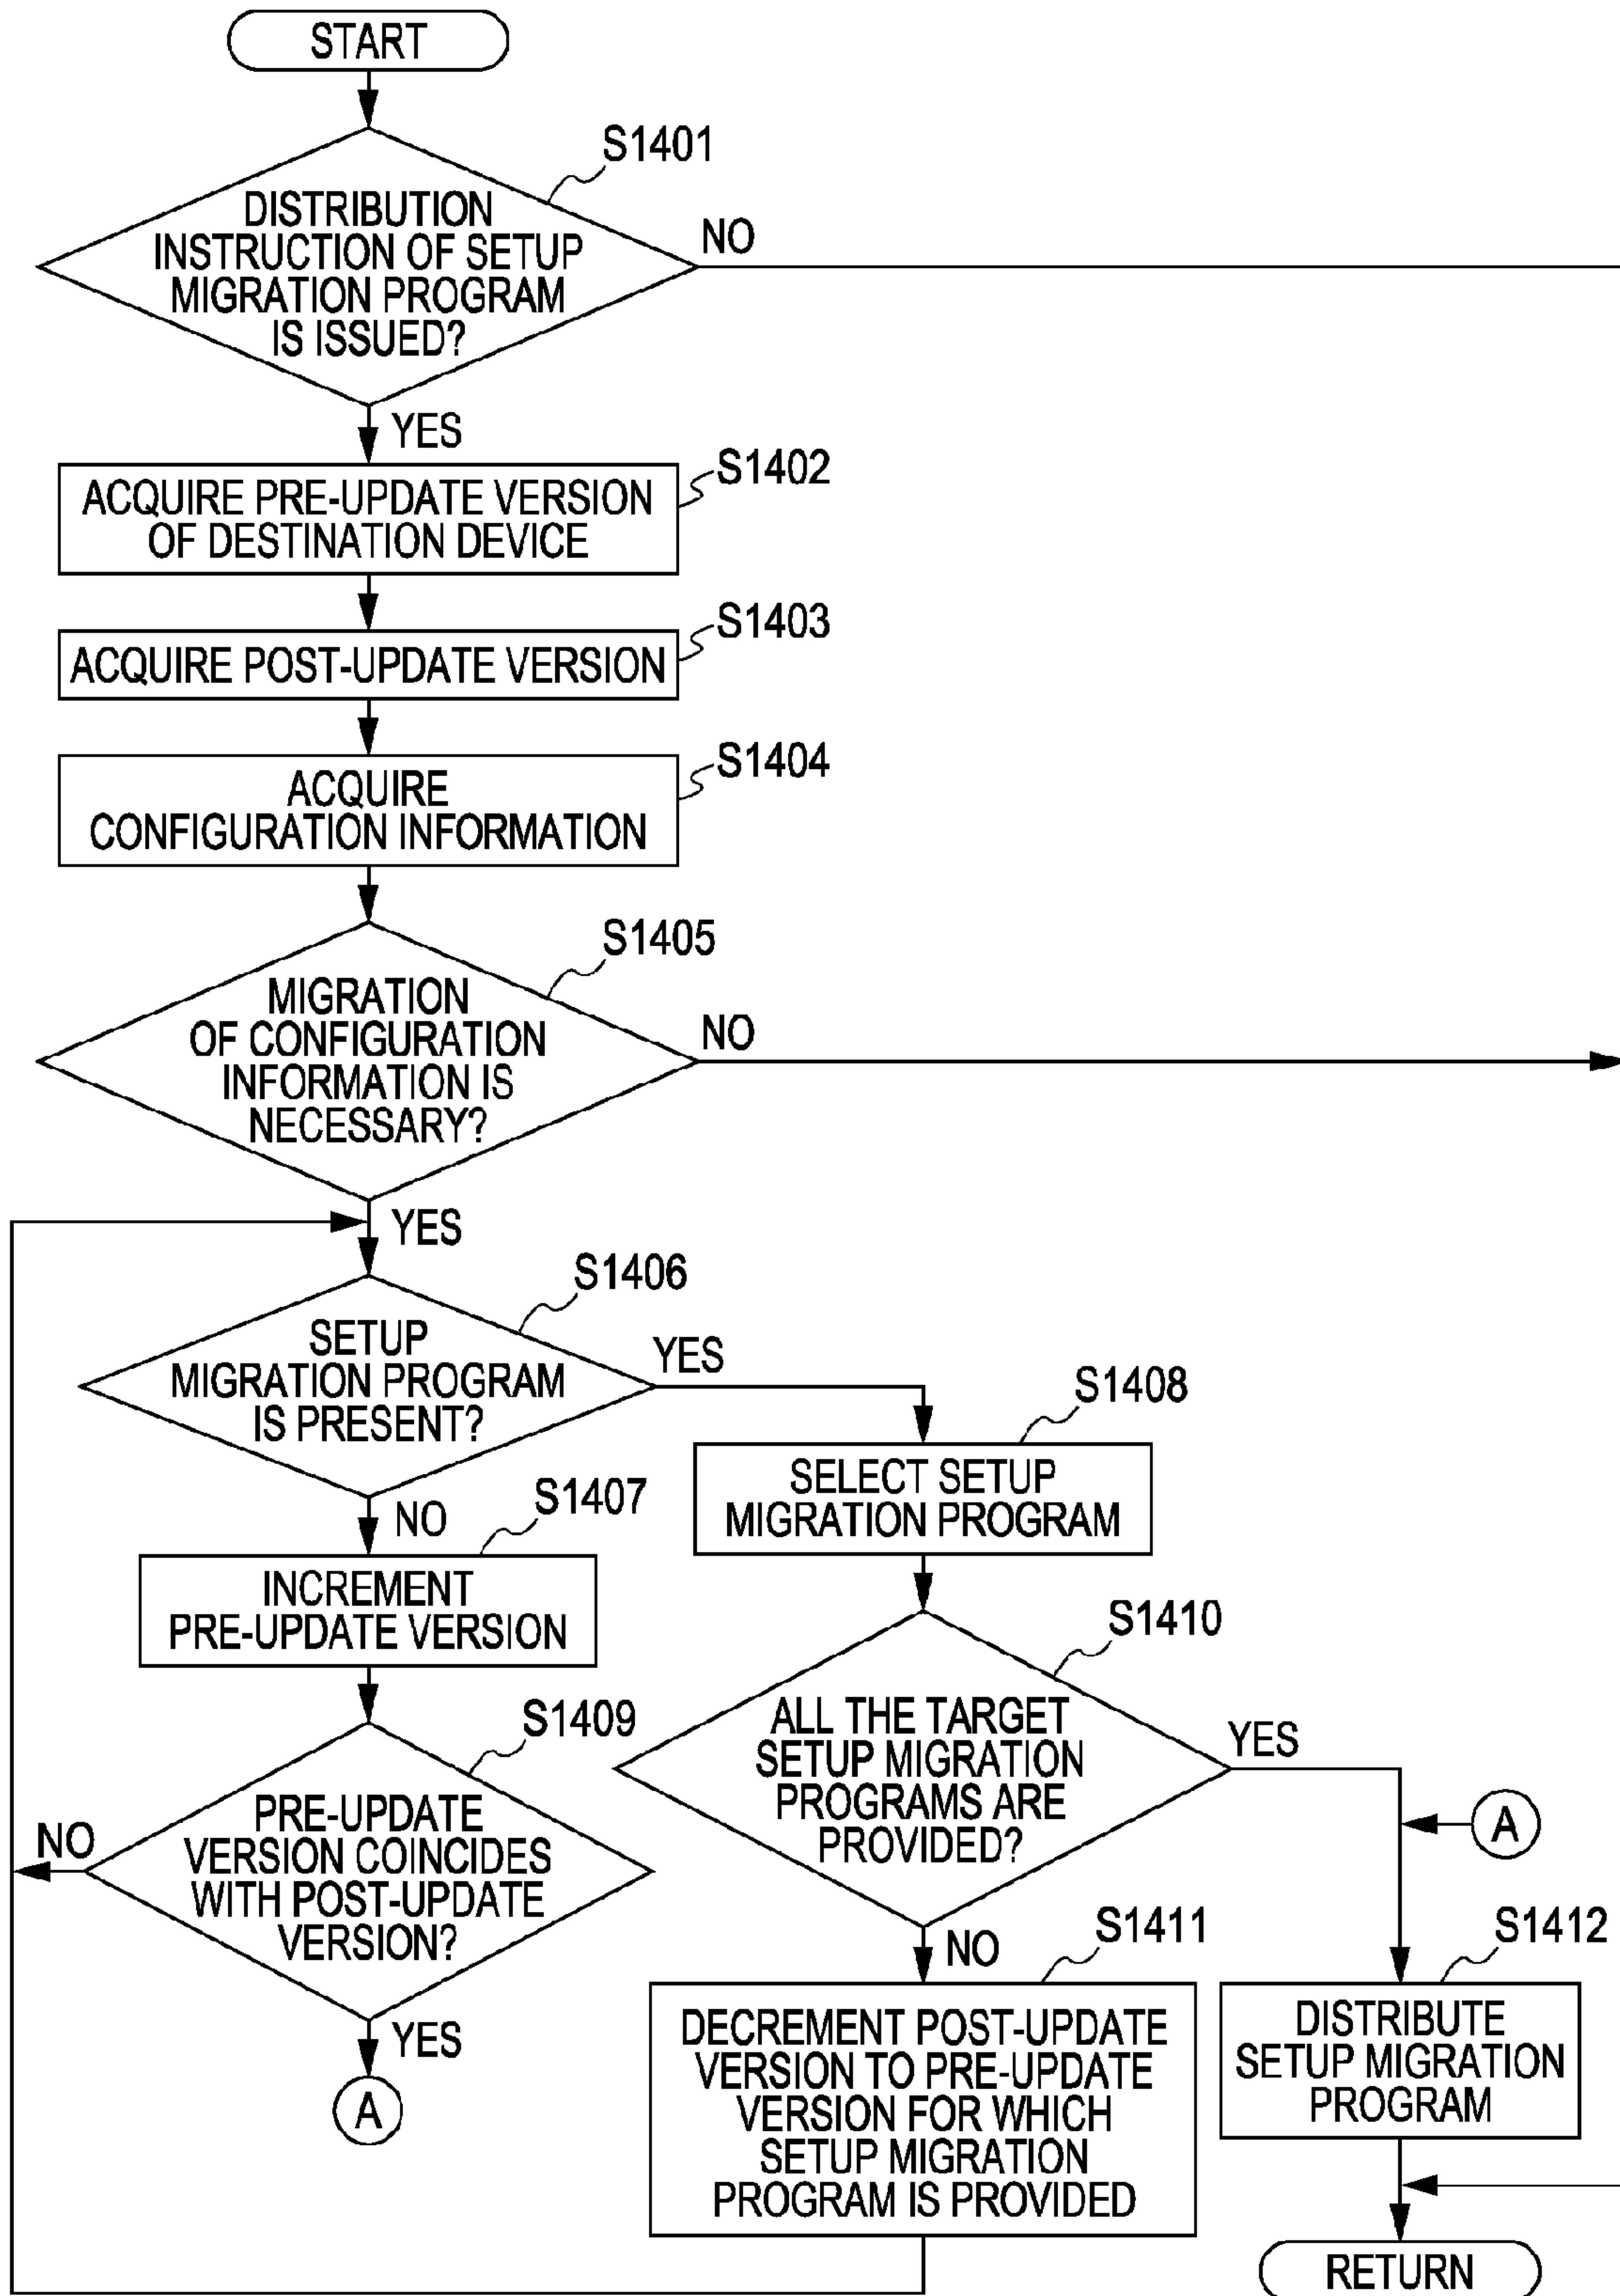 START
S1401
DISTRIBUTION
INSTRUCTION OF SETUP
MIGRATION PROGRAM
IS ISSUED?
NO
YES
S1402
ACQUIRE PRE-UPDATE VERSION
OF DESTINATION DEVICE
S1403
ACQUIRE POST-UPDATE VERSION
S1404
ACQUIRE
CONFIGURATION INFORMATION
S1405
MIGRATION
OF CONFIGURATION
INFORMATION IS
NECESSARY?
NO
YES
S1406
SETUP
MIGRATION PROGRAM
IS PRESENT?
YES
NO
S1408
SELECT SETUP
MIGRATION PROGRAM
S1407
INCREMENT
PRE-UPDATE VERSION
S1409
PRE-UPDATE
VERSION COINCIDES
WITH POST-UPDATE
VERSION?
NO
YES
A
S1410
ALL THE TARGET
SETUP MIGRATION
PROGRAMS ARE
PROVIDED?
YES
A
NO
S1411
DECREMENT POST-UPDATE
VERSION TO PRE-UPDATE
VERSION FOR WHICH
SETUP MIGRATION
PROGRAM IS PROVIDED
S1412
DISTRIBUTE
SETUP MIGRATION
PROGRAM
RETURN